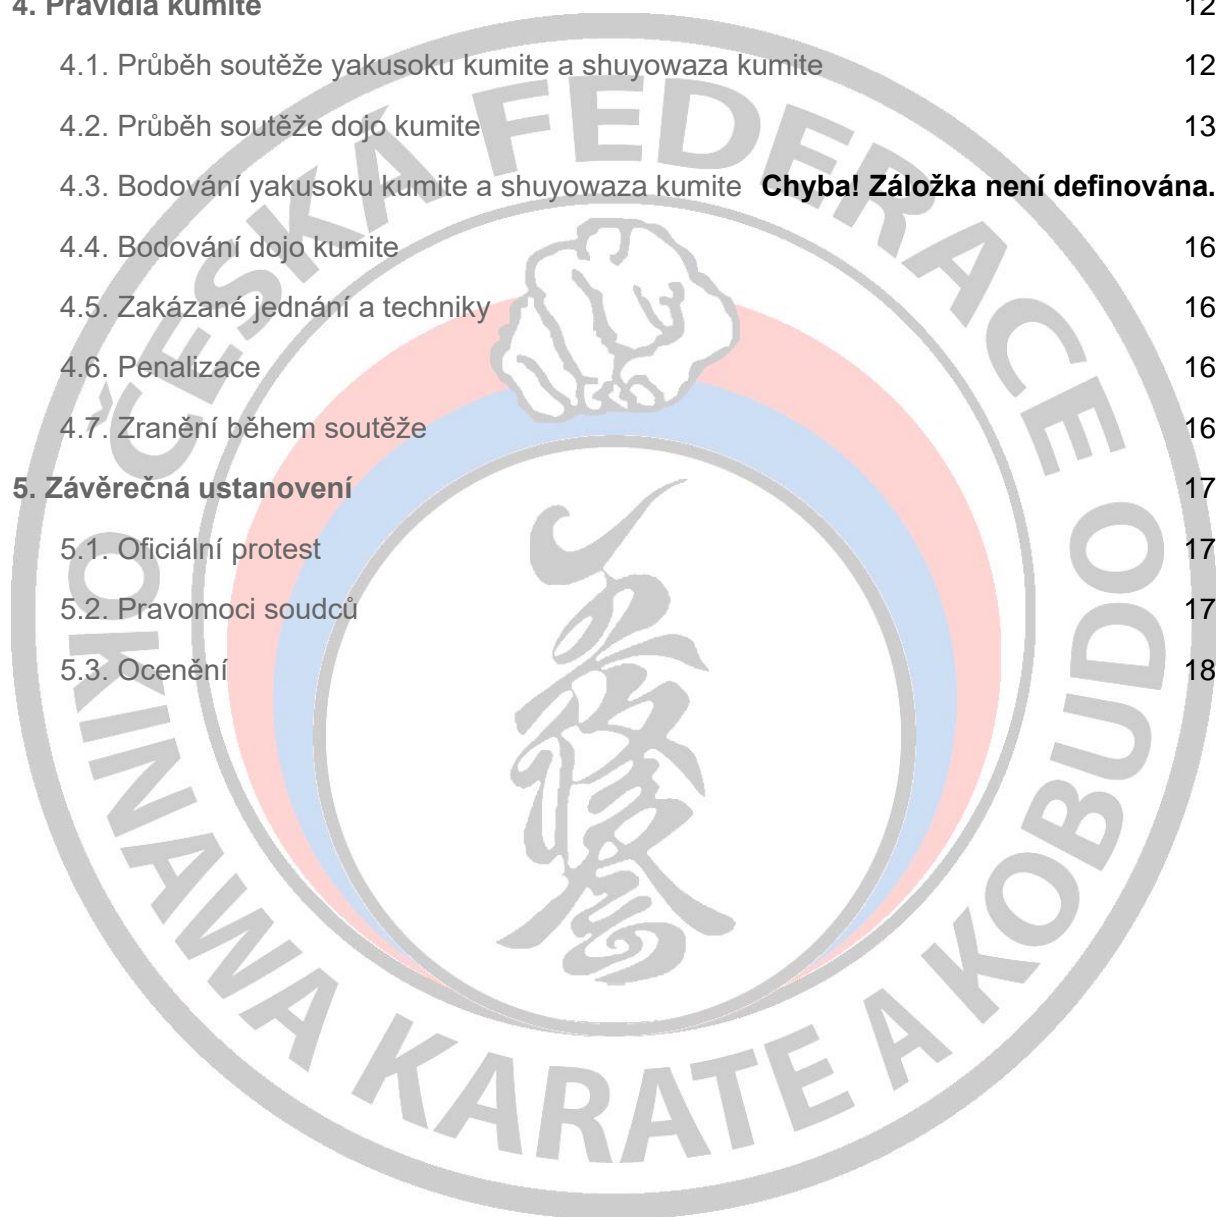 4. Pravidla kumite 12
4.1. Průběh soutěže yakusoku kumite a shuyowaza kumite 12
4.2. Průběh soutěže dojo kumite 13
4.3. Bodování yakusoku kumite a shuyowaza kumite Chyba! Záložka není definována.
4.4. Bodování dojo kumite 16
4.5. Zakázané jednání a techniky 16
4.6. Penalizace 16
4.7. Zranění během soutěže 16
5. Závěrečná ustanovení 17
5.1. Oficiální protest 17
5.2. Pravomoci soudců 17
5.3. Ocenění 18
ČESKÁ FEDERACE
OKINAWA KARATE A KOBUDO